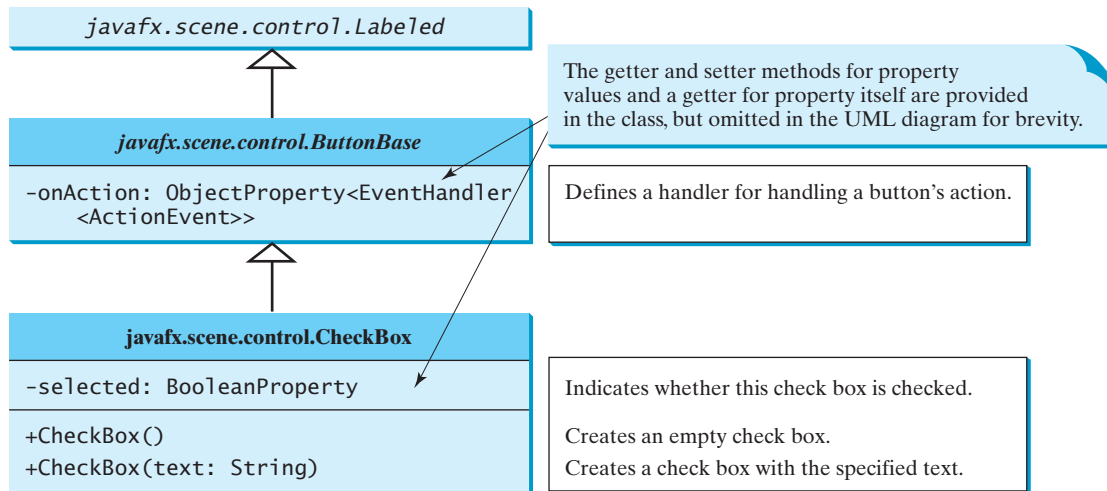 javafx.scene.control.Labeled
The getter and setter methods for property
values and a getter for property itself are provided
in the class, but omitted in the UML diagram for brevity.
javafx.scene.control.ButtonBase
-onAction: ObjectProperty<EventHandler
<ActionEvent>>
Defines a handler for handling a button's action.
javafx.scene.control.CheckBox
-selected: BooleanProperty
Indicates whether this check box is checked.
+CheckBox()
Creates an empty check box.
+CheckBox(text: String)
Creates a check box with the specified text.